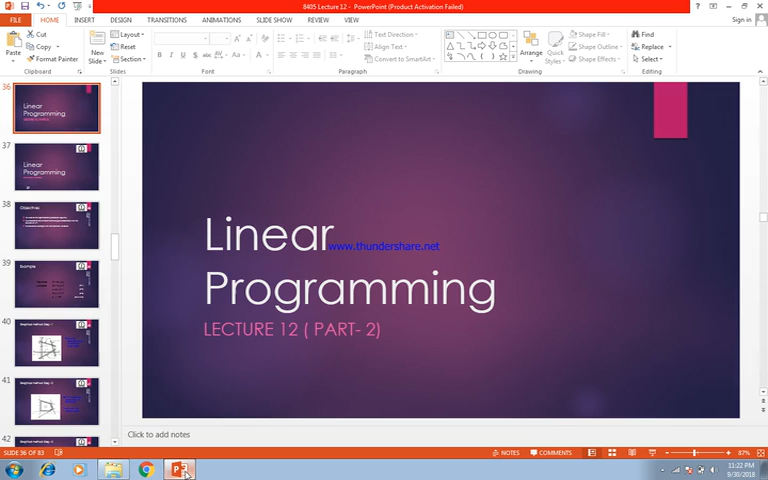 8405 Lecture 12 - PowerPoint (Product Activation Failed)
FILE HOME INSERT DESIGN TRANSITIONS ANIMATIONS SLIDE SHOW REVIEW VIEW Sign in
Paste
Cut
Copy
Format Painter
Clipboard
New
Slide
Layout
Reset
Section
Slides
Font
Text Direction
Align Text
Convert to SmartArt
Paragraph
Arrange
Quick
Styles
Shape Fill
Shape Outline
Shape Effects
Drawing
Find
Replace
Select
Editing
36
Linear
Programming
37
Linear
Programming
38
Objectives
39
Example
40
41
42
Linear
www.thundershare.net
Programming
LECTURE 12 ( PART- 2)
Click to add notes
SLIDE 36 OF 83
NOTES
COMMENTS
87%
11:22 PM
9/30/2018